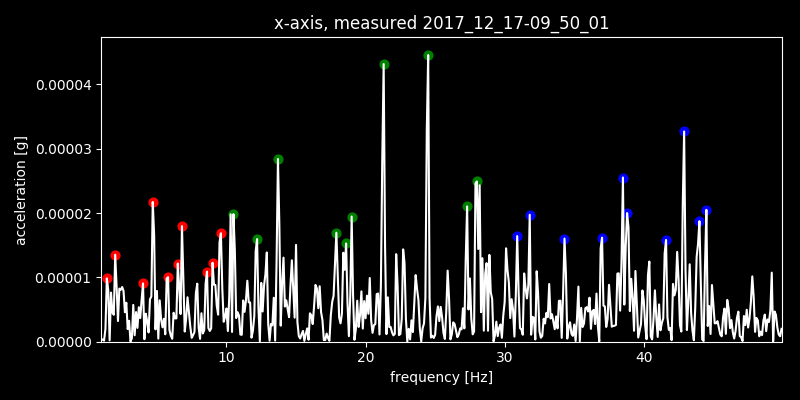 x-axis, measured 2017_12_17-09_50_01
acceleration [g]
0.00004
0.00003
0.00002
0.00001
0.00000
10 20 30 40
frequency [Hz]